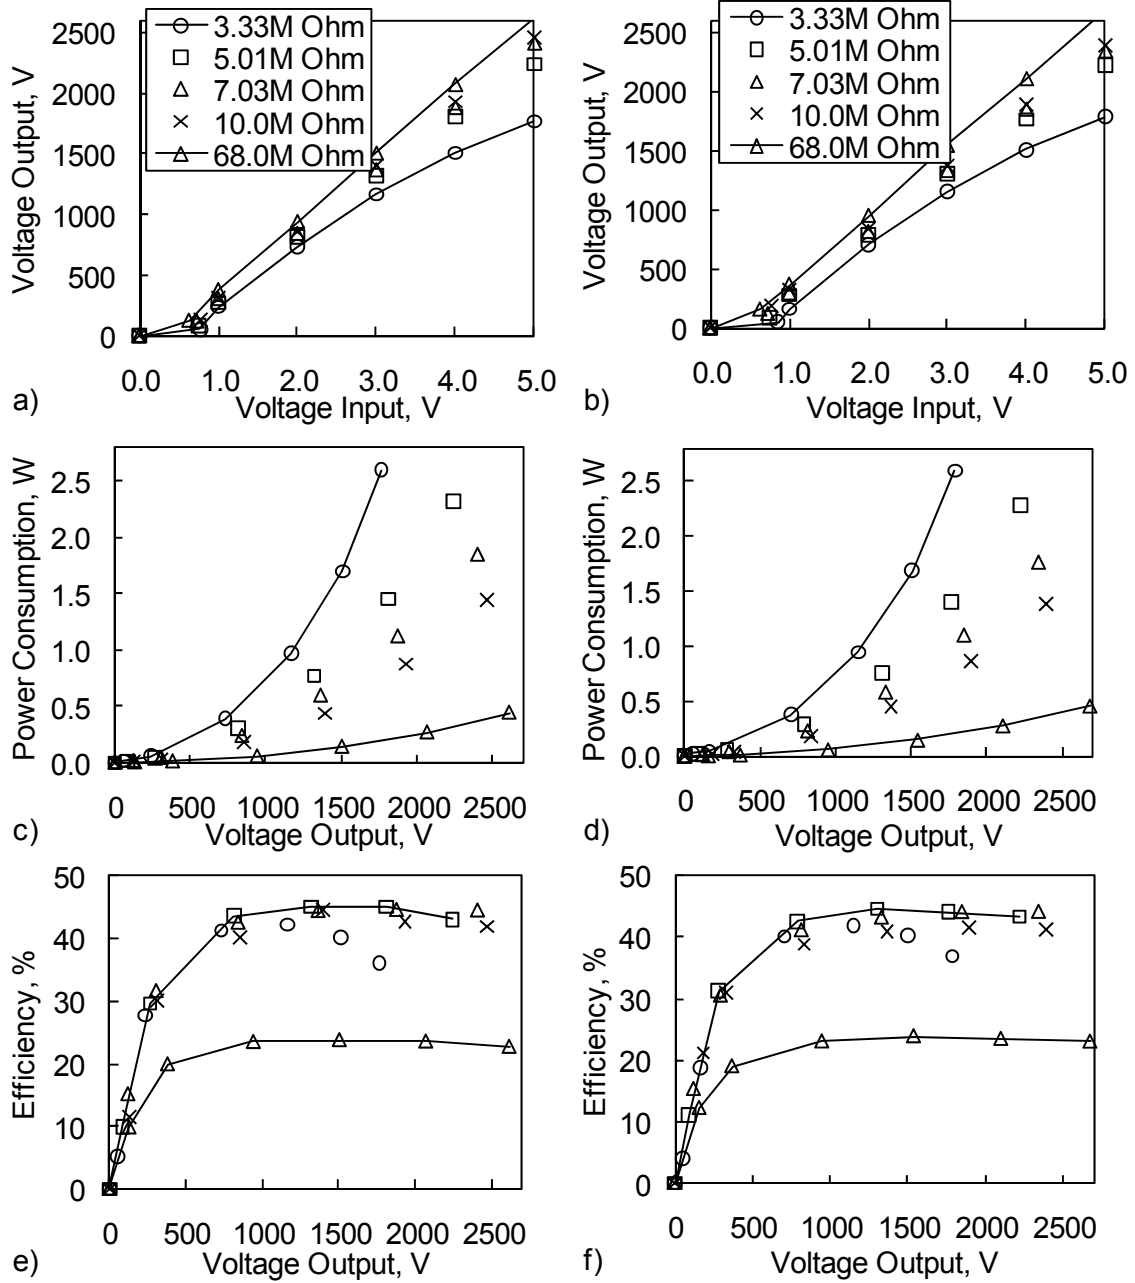 2500
2000
1500
1000
500
0
Voltage Output, V
3.33M Ohm
5.01M Ohm
7.03M Ohm
10.0M Ohm
68.0M Ohm
0.0 1.0 2.0 3.0 4.0 5.0
Voltage Input, V
a)
2500
2000
1500
1000
500
0
Voltage Output, V
3.33M Ohm
5.01M Ohm
7.03M Ohm
10.0M Ohm
68.0M Ohm
0.0 1.0 2.0 3.0 4.0 5.0
Voltage Input, V
b)
2.5
2.0
1.5
1.0
0.5
0.0
Power Consumption, W
0 500 1000 1500 2000 2500
Voltage Output, V
c)
2.5
2.0
1.5
1.0
0.5
0.0
Power Consumption, W
0 500 1000 1500 2000 2500
Voltage Output, V
d)
50
40
30
20
10
0
Efficiency, %
0 500 1000 1500 2000 2500
Voltage Output, V
e)
50
40
30
20
10
0
Efficiency, %
0 500 1000 1500 2000 2500
Voltage Output, V
f)